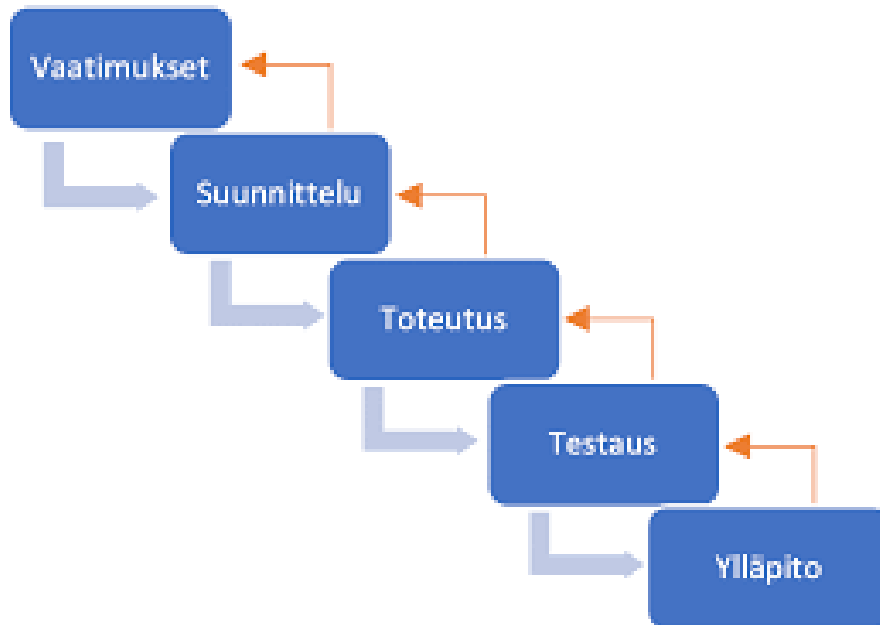 Vaatimukset
Suunnittelu
Toteutus
Testaus
Ylläpito